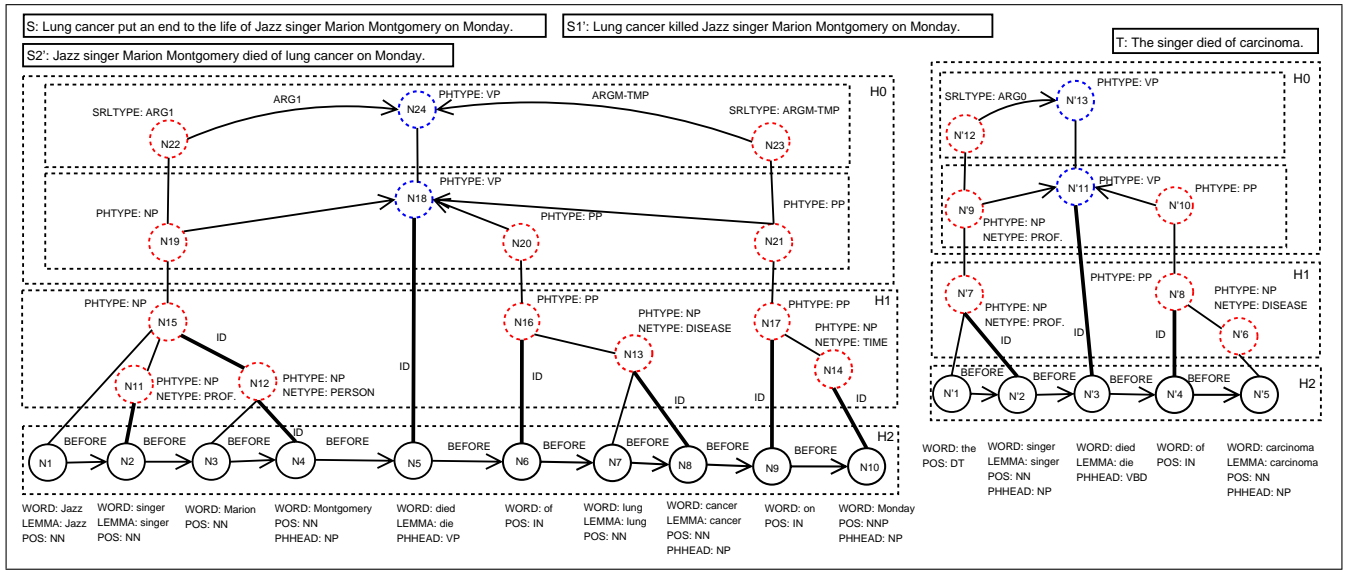 S: Lung cancer put an end to the life of Jazz singer Marion Montgomery on Monday.
S1': Lung cancer killed Jazz singer Marion Montgomery on Monday.
S2': Jazz singer Marion Montgomery died of lung cancer on Monday.
T: The singer died of carcinoma.
H0
ARG1
PHTYPE: VP
ARGM-TMP
SRLTYPE: ARG1
N24
SRLTYPE: ARGM-TMP
N22
N23
PHTYPE: VP
PHTYPE: NP
N18
PHTYPE: PP
PHTYPE: PP
N19
N20
N21
H1
PHTYPE: NP
PHTYPE: PP
PHTYPE: PP
N15
N16
N17
PHTYPE: NP
NETYPE: DISEASE
PHTYPE: NP
NETYPE: TIME
ID
N13
N14
N11
PHTYPE: NP
NETYPE: PROF.
N12
PHTYPE: NP
NETYPE: PERSON
ID
ID
ID
ID
ID
ID
H2
BEFORE
BEFORE
BEFORE
BEFORE
BEFORE
BEFORE
BEFORE
BEFORE
BEFORE
N1
N2
N3
N4
N5
N6
N7
N8
N9
N10
WORD: Jazz
LEMMA: Jazz
POS: NN
WORD: singer
LEMMA: singer
POS: NN
WORD: Marion
POS: NN
WORD: Montgomery
POS: NN
PHHEAD: NP
WORD: died
LEMMA: die
PHHEAD: VP
WORD: of
POS: IN
WORD: lung
LEMMA: lung
POS: NN
WORD: cancer
LEMMA: cancer
POS: NN
PHHEAD: NP
WORD: on
POS: IN
WORD: Monday
POS: NNP
PHHEAD: NP
H0
PHTYPE: VP
SRLTYPE: ARG0
N'13
N'12
PHTYPE: VP
N'11
PHTYPE: PP
N'9
N'10
PHTYPE: NP
NETYPE: PROF.
H1
PHTYPE: PP
N'7
N'8
PHTYPE: NP
NETYPE: DISEASE
PHTYPE: NP
NETYPE: PROF.
N'6
ID
ID
ID
H2
BEFORE
BEFORE
BEFORE
BEFORE
N'1
N'2
N'3
N'4
N'5
WORD: the
POS: DT
WORD: singer
LEMMA: singer
POS: NN
PHHEAD: NP
WORD: died
LEMMA: die
PHHEAD: VBD
WORD: of
POS: IN
WORD: carcinoma
LEMMA: carcinoma
POS: NN
PHHEAD: NP